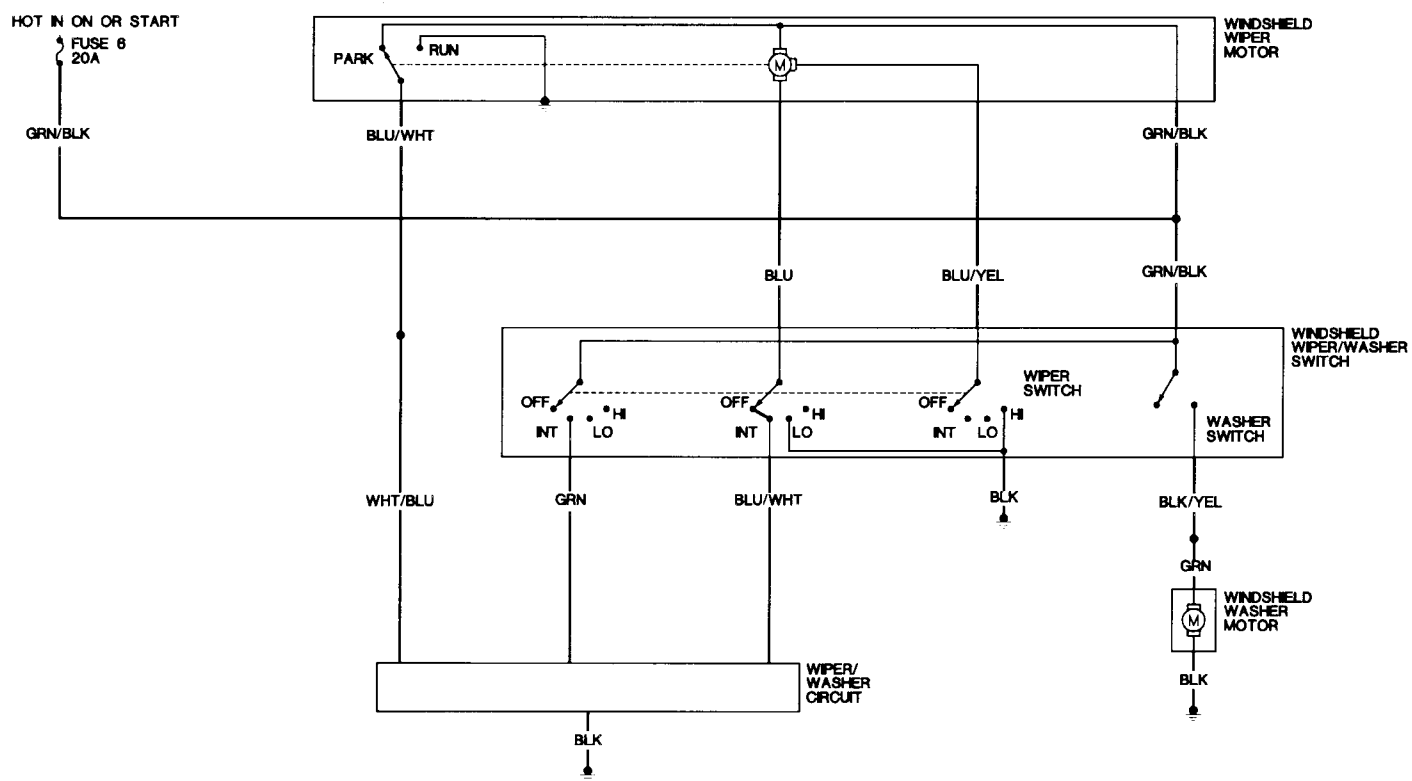 HOT IN ON OR START
FUSE 6
20A
PARK
RUN
M
WINDSHIELD
WIPER
MOTOR
GRN/BLK
BLU/WHT
GRN/BLK
BLU
BLU/YEL
GRN/BLK
WINDSHIELD
WIPER/WASHER
SWITCH
WIPER
SWITCH
OFF
INT
LO
HI
OFF
INT
LO
HI
OFF
INT
LO
HI
WASHER
SWITCH
WHT/BLU
GRN
BLU/WHT
BLK
BLK/YEL
GRN
M
WINDSHIELD
WASHER
MOTOR
BLK
WIPER/
WASHER
CIRCUIT
BLK